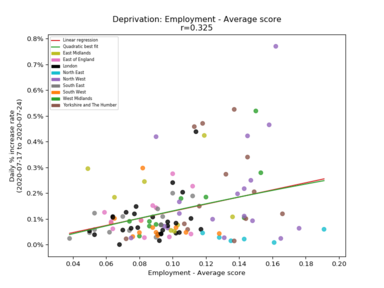 Deprivation: Employment - Average score
r=0.325
Daily % increase rate
(2020-07-17 to 2020-07-24)
0.8%
0.7%
0.6%
0.5%
0.4%
0.3%
0.2%
0.1%
0.0%
Linear regression
Quadratic best fit
East Midlands
East of England
London
North East
North West
South East
South West
West Midlands
Yorkshire and The Humber
0.04 0.06 0.08 0.10 0.12 0.14 0.16 0.18 0.20
Employment - Average score